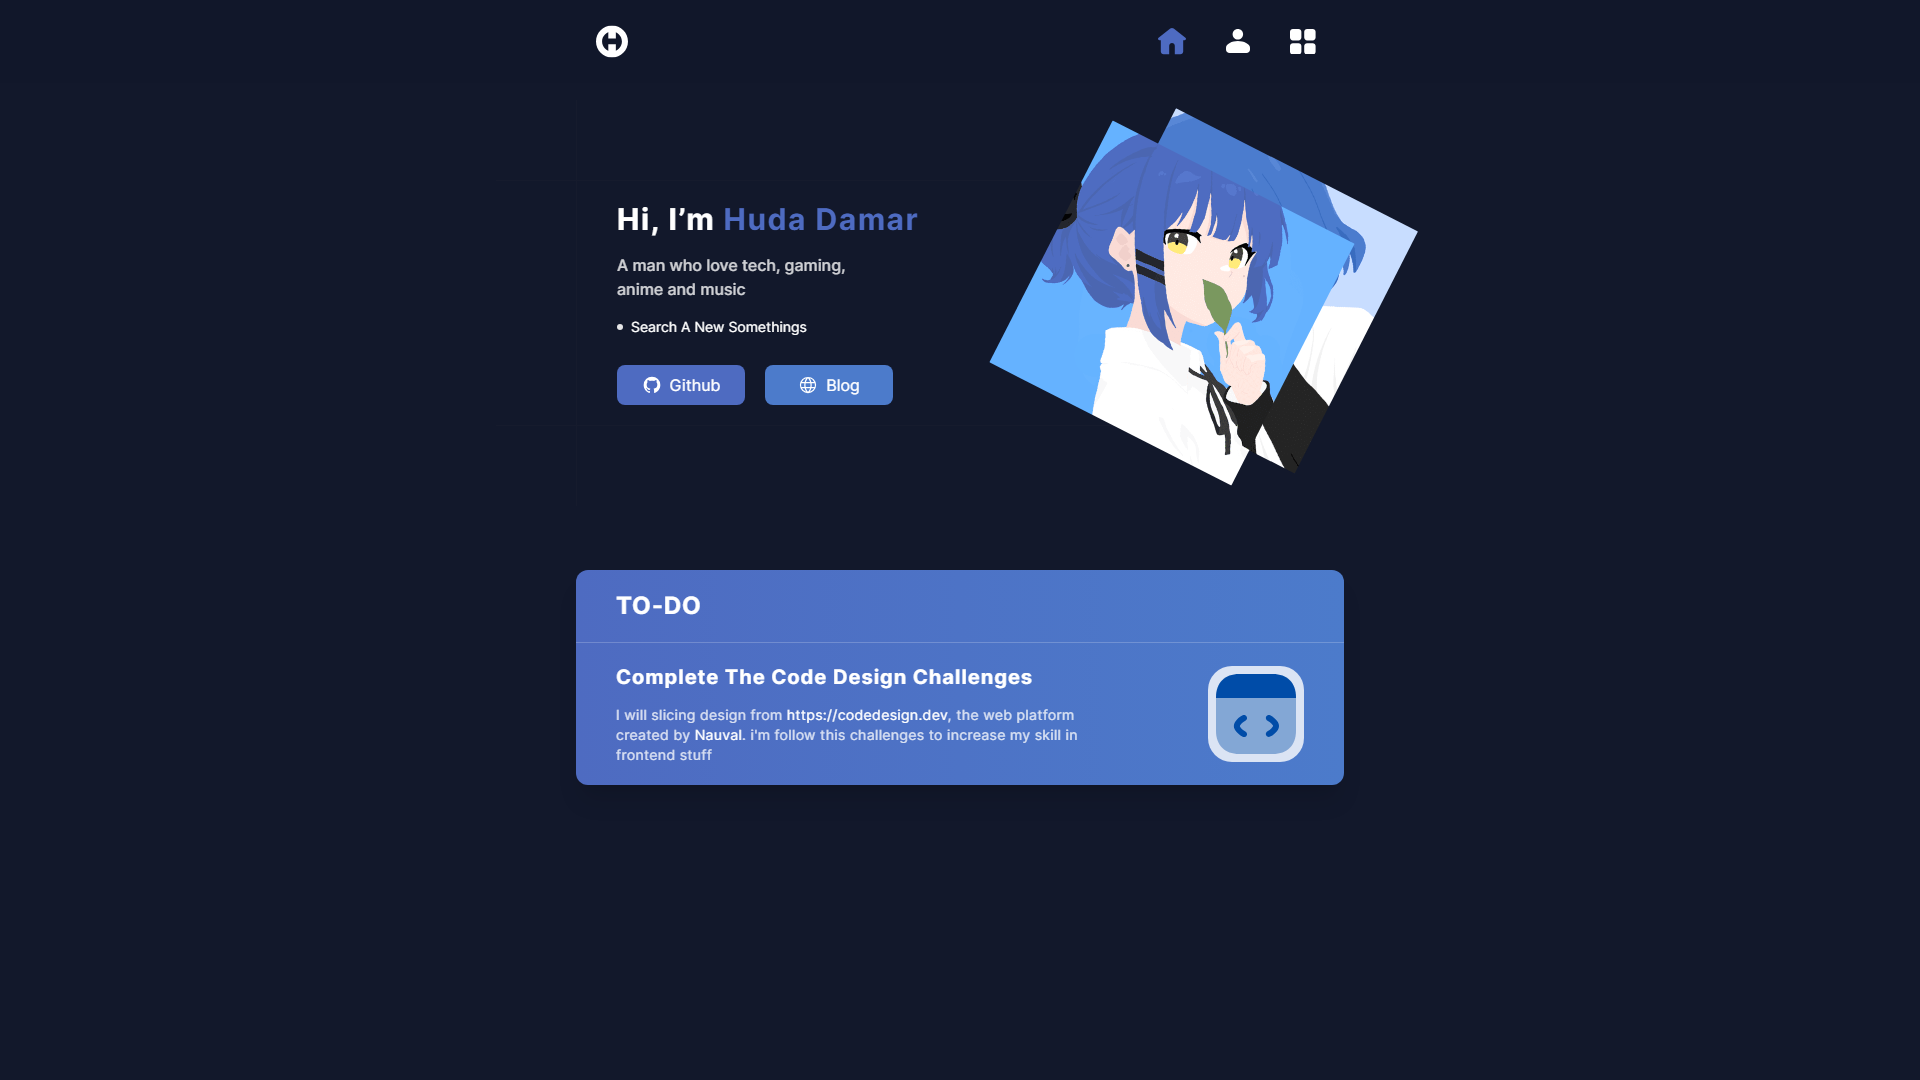 Hi, I’m Huda Damar
A man who love tech, gaming,
anime and music
Search A New Somethings
Github
Blog
TO-DO
Complete The Code Design Challenges
I will slicing design from https://codedesign.dev, the web platform
created by Nauval. i'm follow this challenges to increase my skill in
frontend stuff